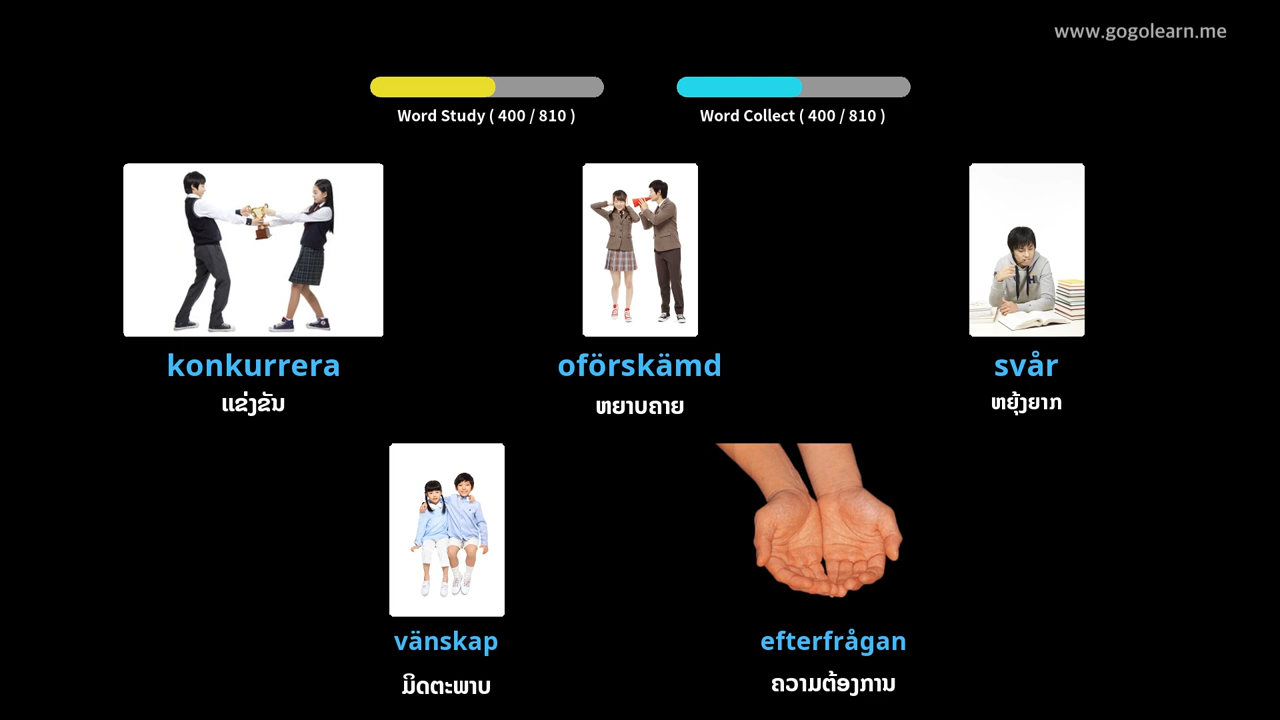 www.gogolearn.me
Word Study ( 400 / 810 )
Word Collect ( 400 / 810 )
konkurrera
ແຂ່ງຂັນ
oförskämd
ຫຍາບຄາຍ
svår
ຫຍຸ້ງຍາກ
vänskap
ມິດຕະພາບ
efterfrågan
ຄວາມຕ້ອງການ